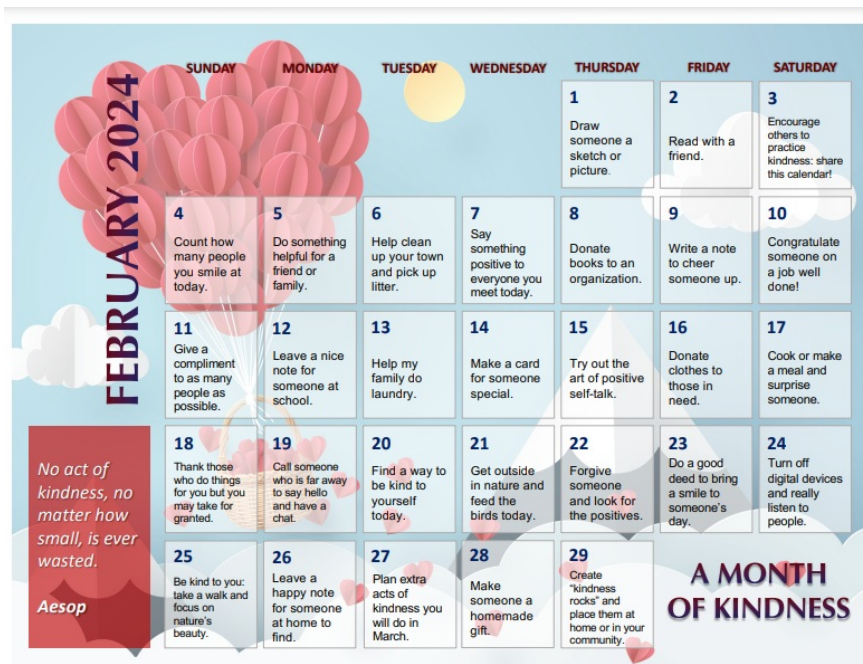 FEBRUARY 2024
SUNDAY MONDAY TUESDAY WEDNESDAY THURSDAY FRIDAY SATURDAY
1
Draw
someone a
sketch or
picture.
2
Read with a
friend.
3
Encourage
others to
practice
kindness: share
this calendar!
4
Count how
many people
you smile at
today.
5
Do something
helpful for a
friend or
family.
6
Help clean
up your town
and pick up
litter.
7
Say
something
positive to
everyone you
meet today.
8
Donate
books to an
organization.
9
Write a note
to cheer
someone up.
10
Congratulate
someone on
a job well
done!
11
Give a
compliment
to as many
people as
possible.
12
Leave a nice
note for
someone at
school.
13
Help my
family do
laundry.
14
Make a card
for someone
special.
15
Try out the
art of positive
self-talk.
16
Donate
clothes to
those in
need.
17
Cook or make
a meal and
surprise
someone.
No act of
kindness, no
matter how
small, is ever
wasted.
Aesop
18
Thank those
who do things
for you but you
may take for
granted.
19
Call someone
who is far away
to say hello
and have a
chat.
20
Find a way to
be kind to
yourself
today.
21
Get outside
in nature and
feed the
birds today.
22
Forgive
someone
and look for
the positives.
23
Do a good
deed to bring
a smile to
someone's
day.
24
Turn off
digital devices
and really
listen to
people.
25
Be kind to you:
take a walk and
focus on
nature's
beauty.
26
Leave a
happy note
for someone
at home to
find.
27
Plan extra
acts of
kindness you
will do in
March.
28
Make
someone a
homemade
gift.
29
Create
"kindness
rocks" and
place them at
home or in your
community.
A MONTH
OF KINDNESS